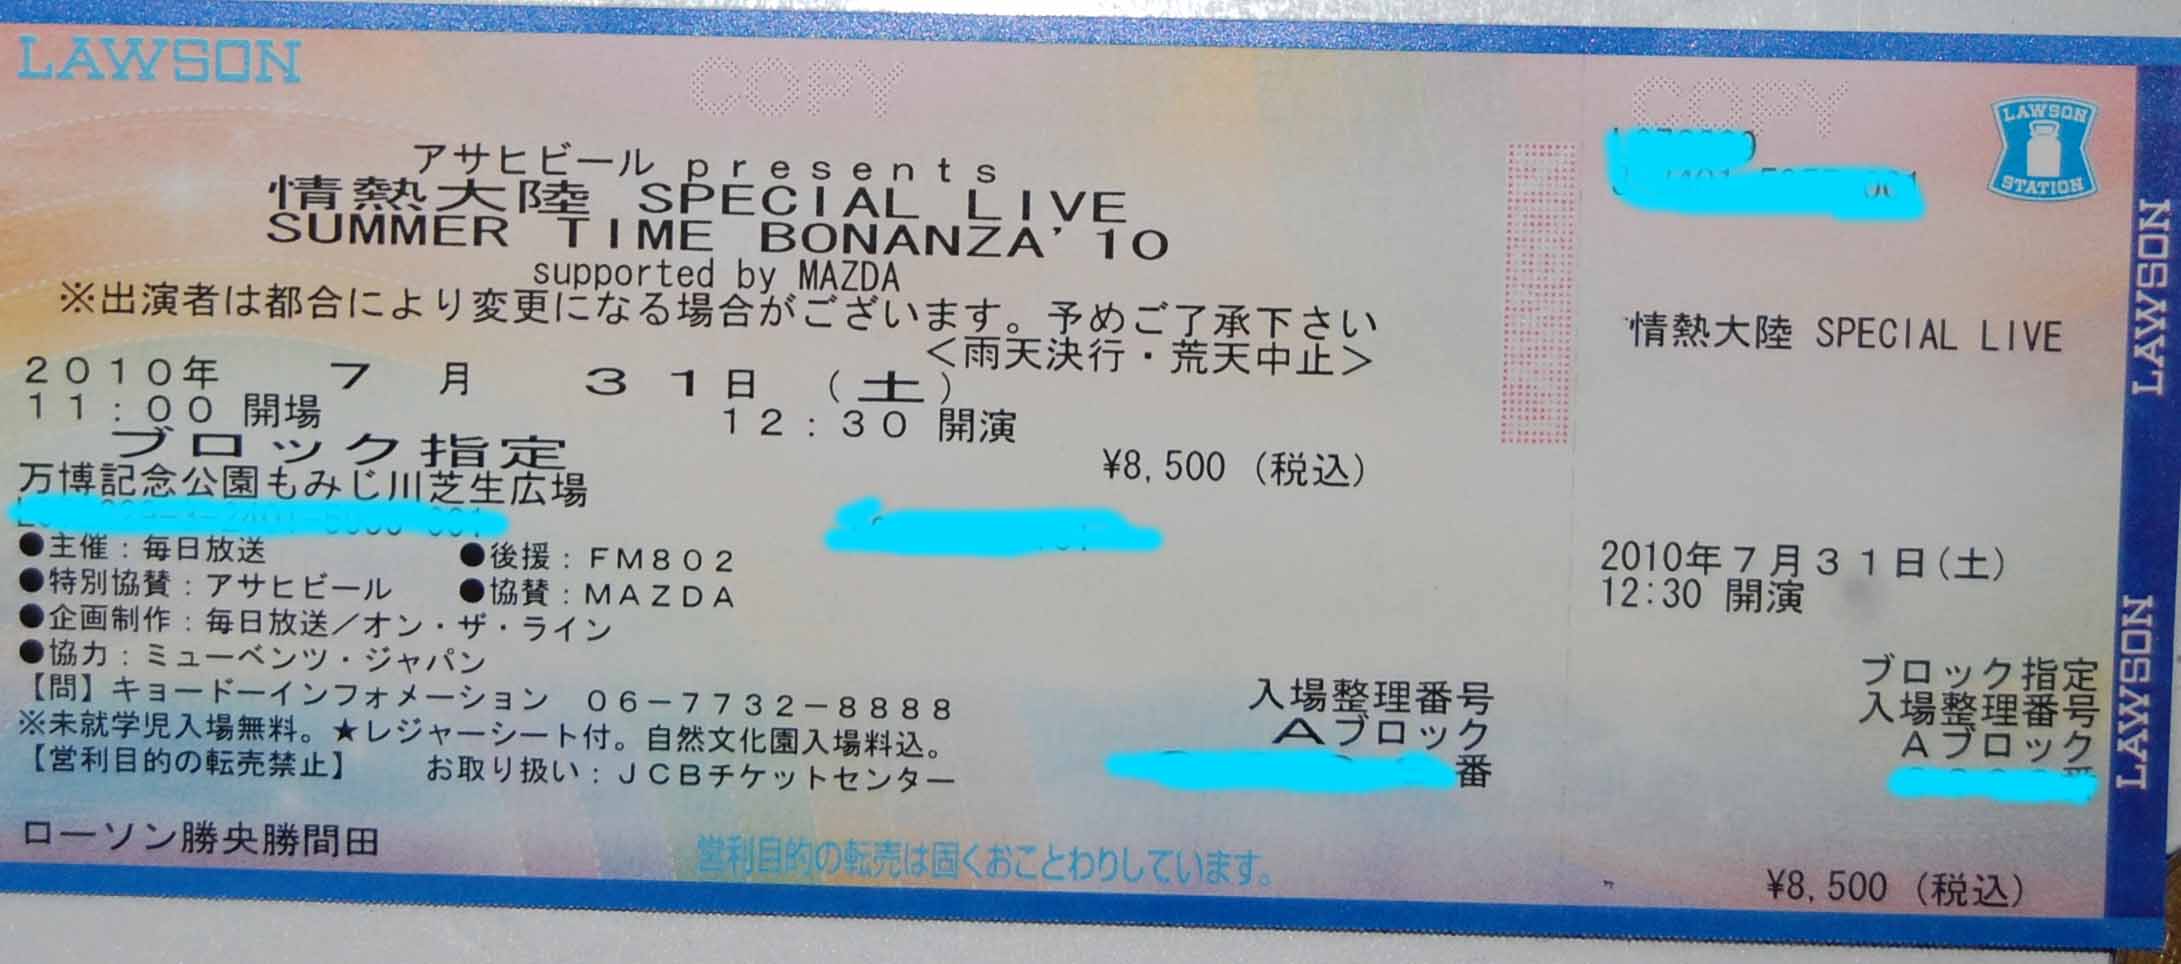 LAWSON
COPY
アサヒビール presents
情熱大陸 SPECIAL LIVE
SUMMER TIME BONANZA'10
supported by MAZDA
※出演者は都合により変更になる場合がございます。予めご了承下さい
＜雨天決行・荒天中止＞
2010年 7月 31日 (土)
11:00 開場 12:30 開演
ブロック指定
¥8,500 (税込)
万博記念公園もみじ川芝生広場
●主催：毎日放送 ●後援：FM802
●特別協賛：アサヒビール ●協賛：MAZDA
●企画制作：毎日放送／オン・ザ・ライン
●協力：ミューベンツ・ジャパン
【問】キョードーインフォメーション 06-7732-8888
※未就学児入場無料。★レジャーシート付。自然文化園入場料込。
【営利目的の転売禁止】 お取り扱い：JCBチケットセンター
入場整理番号
Aブロック
番
ローソン勝央勝間田
営利目的の転売は固くおことわりしています。
COPY
LAWSON
STATION
情熱大陸 SPECIAL LIVE
2010年7月31日(土)
12:30 開演
ブロック指定
入場整理番号
Aブロック
¥8,500 (税込)
LAWSON
LAWSON